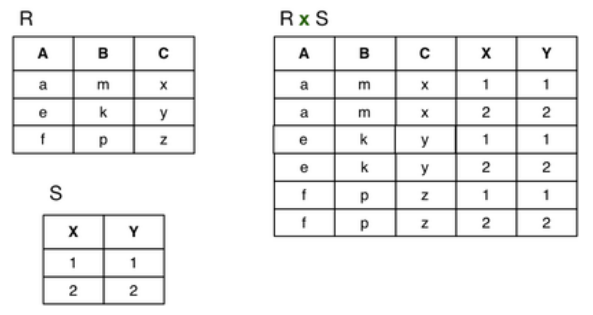 R
A B C
a m x
e k y
f p z
S
X Y
1 1
2 2
R x S
A B C X Y
a m x 1 1
a m x 2 2
e k y 1 1
e k y 2 2
f p z 1 1
f p z 2 2